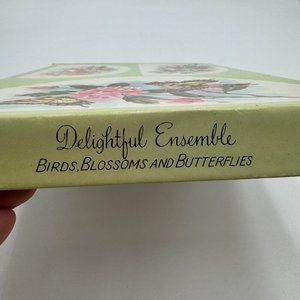 Delightful Ensemble
BIRDS, BLOSSOMS AND BUTTERFLIES